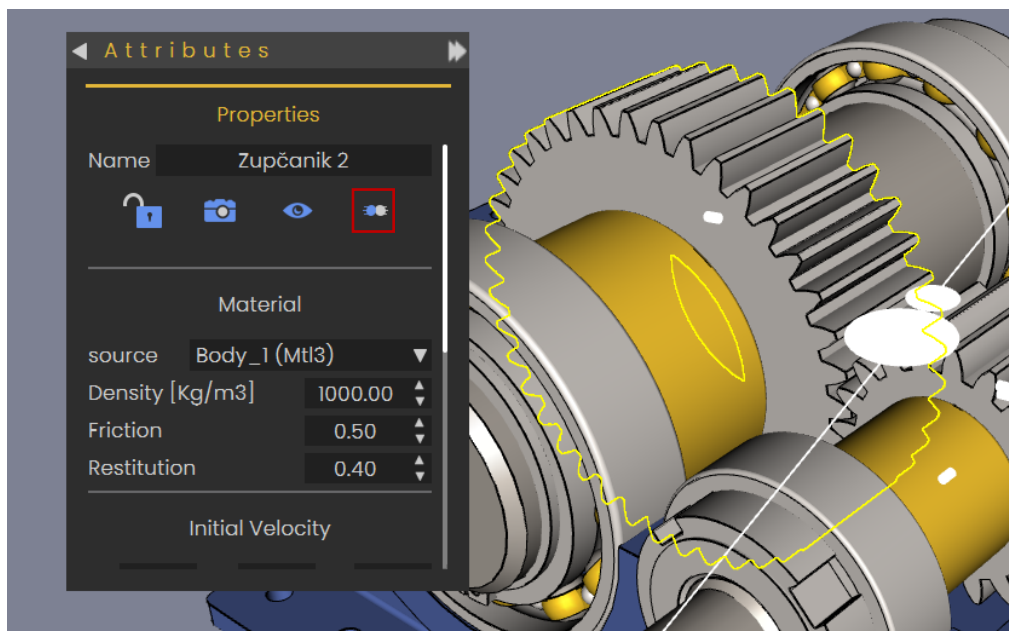 Attributes
Properties
Name Zupčanik 2
Material
source Body_1 (Mtl3)
Density [Kg/m3] 1000.00
Friction 0.50
Restitution 0.40
Initial Velocity